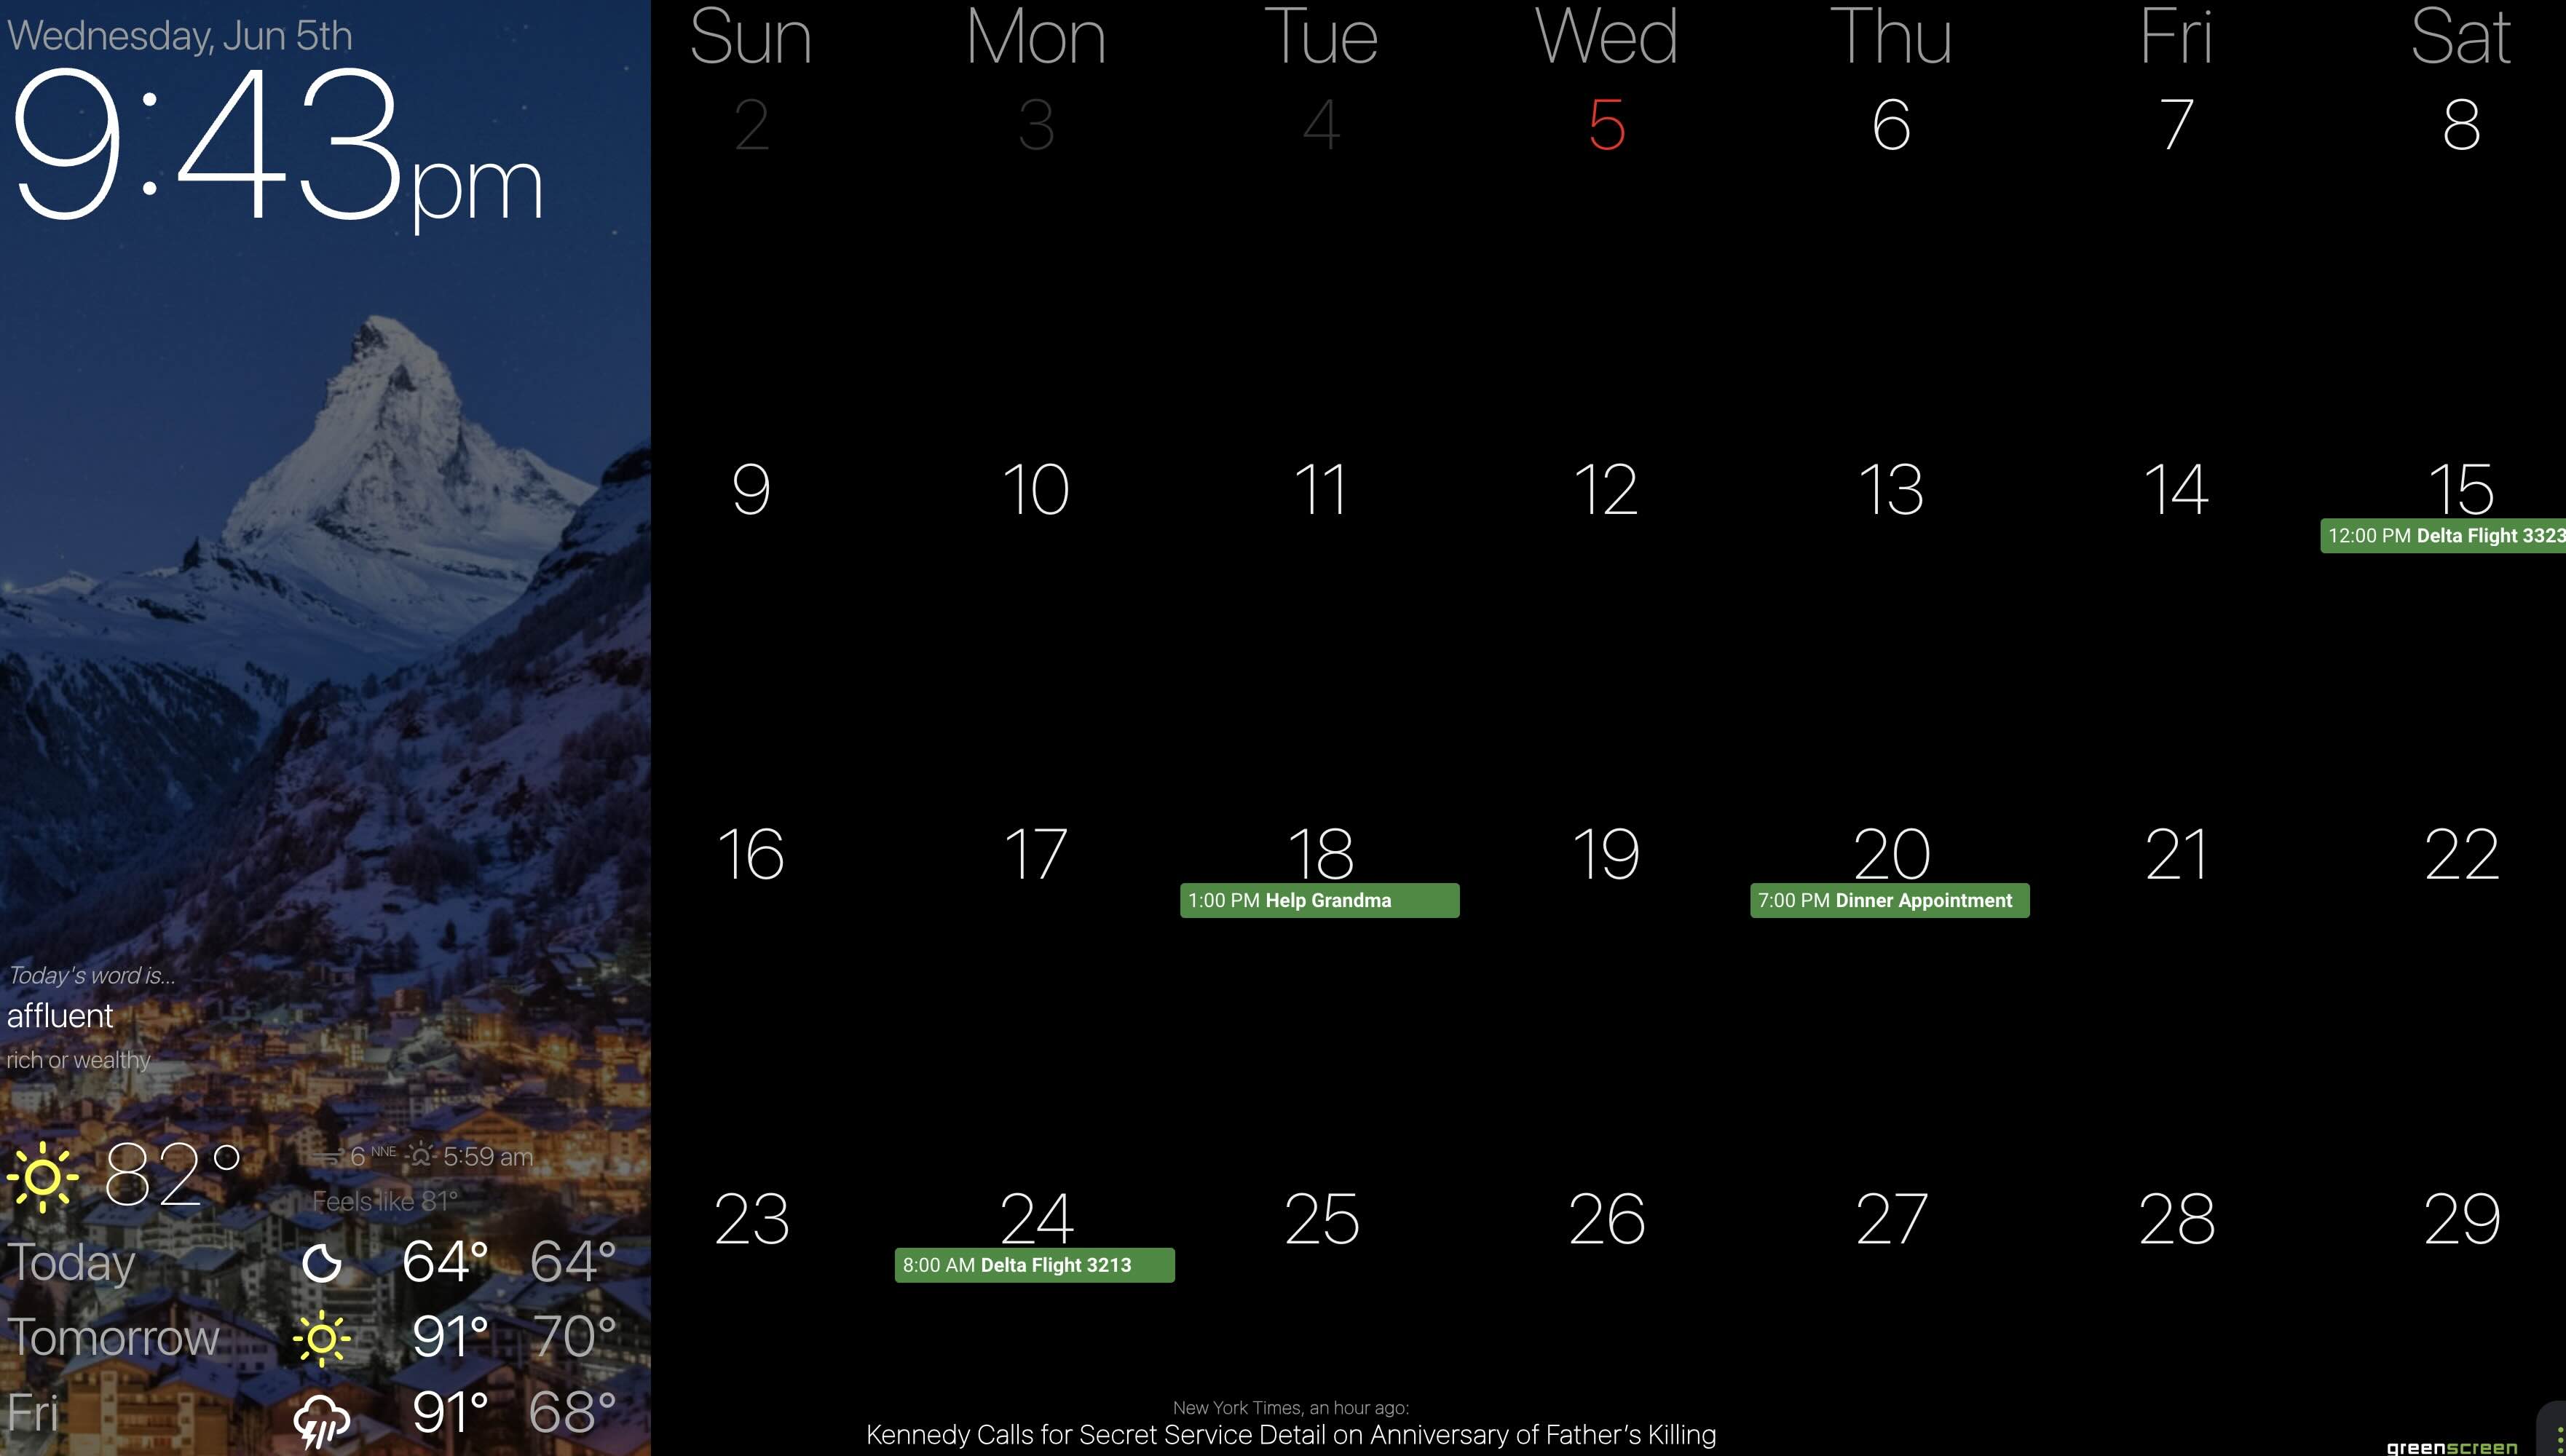 Wednesday, Jun 5th
9:43pm
Today's word is...
affluent
rich or wealthy
82° 6 NNE 5:59 am
Feels like 81°
Today 64° 64°
Tomorrow 91° 70°
Fri 91° 68°
Sun Mon Tue Wed Thu Fri Sat
2 3 4 5 6 7 8
9 10 11 12 13 14 15
12:00 PM Delta Flight 3323
16 17 18 19 20 21 22
1:00 PM Help Grandma 7:00 PM Dinner Appointment
23 24 25 26 27 28 29
8:00 AM Delta Flight 3213
New York Times, an hour ago:
Kennedy Calls for Secret Service Detail on Anniversary of Father’s Killing
greenscreen